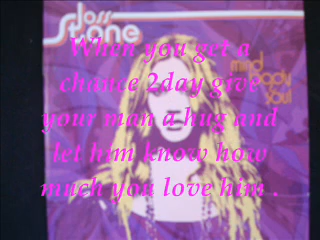 Joss
Stone
mind
body
& Soul
When you get a
chance 2day give
your man a hug and
let him know how
much you love him .